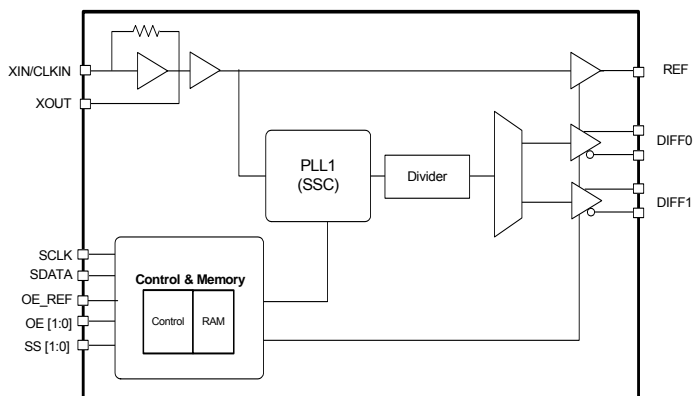 XIN/CLKIN
XOUT
REF
DIFF0
DIFF1
PLL1
(SSC)
Divider
SCLK
SDATA
OE_REF
OE [1:0]
SS [1:0]
Control & Memory
Control
RAM